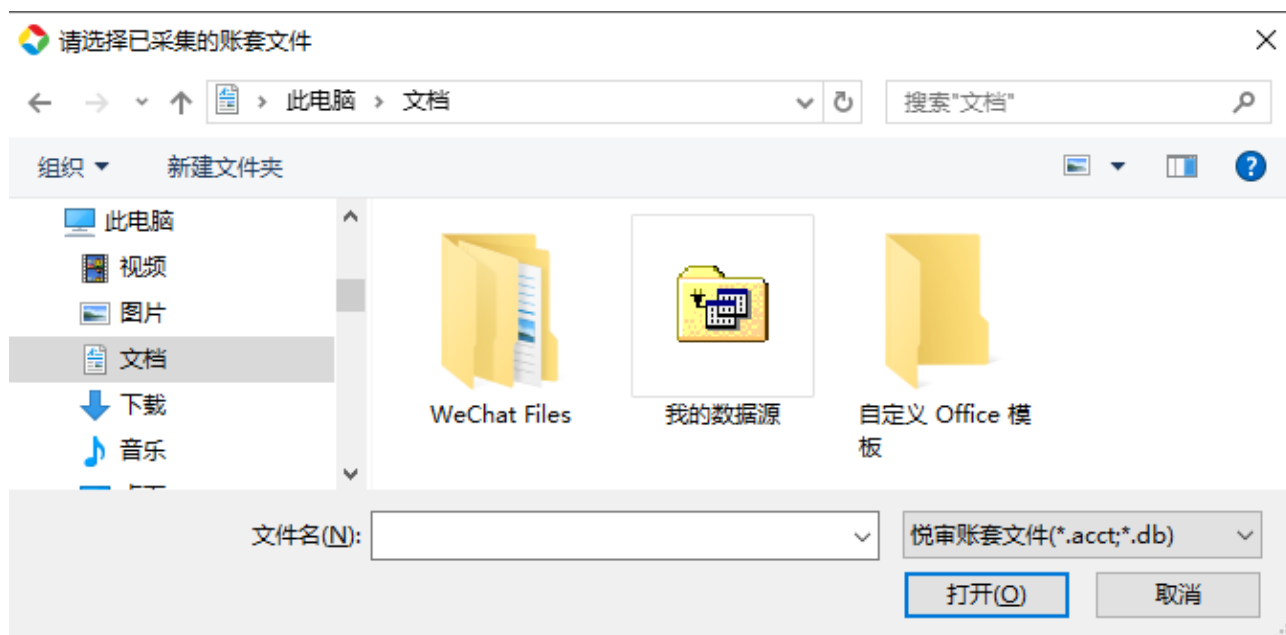 请选择已采集的账套文件
此电脑 > 文档
搜索"文档"
组织
新建文件夹
此电脑
视频
图片
文档
下载
音乐
WeChat Files
我的数据源
自定义 Office 模
板
文件名(N):
悦审账套文件(*.acct;*.db)
打开(O)
取消